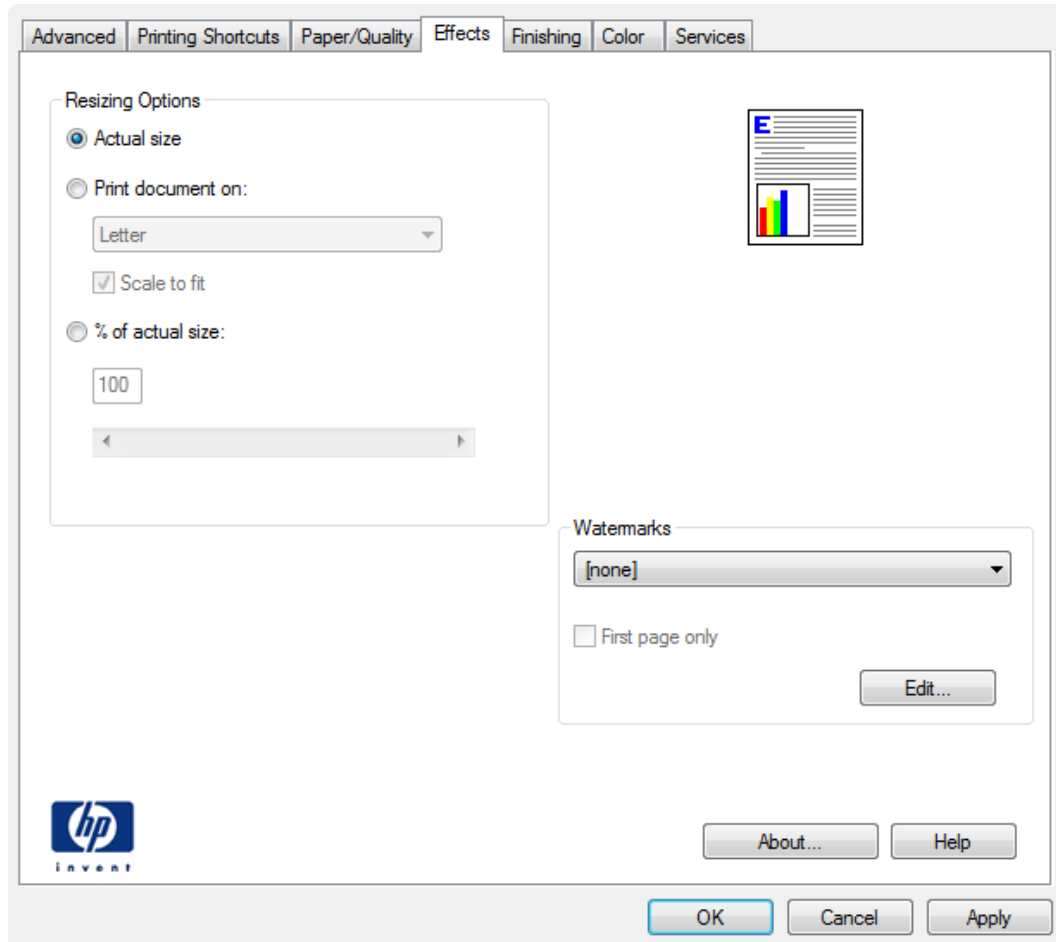 Advanced Printing Shortcuts Paper/Quality Effects Finishing Color Services
Resizing Options
Actual size
Print document on:
Letter
Scale to fit
% of actual size:
100
E
Watermarks
[none]
First page only
Edit...
hp
invent
About... Help
OK Cancel Apply